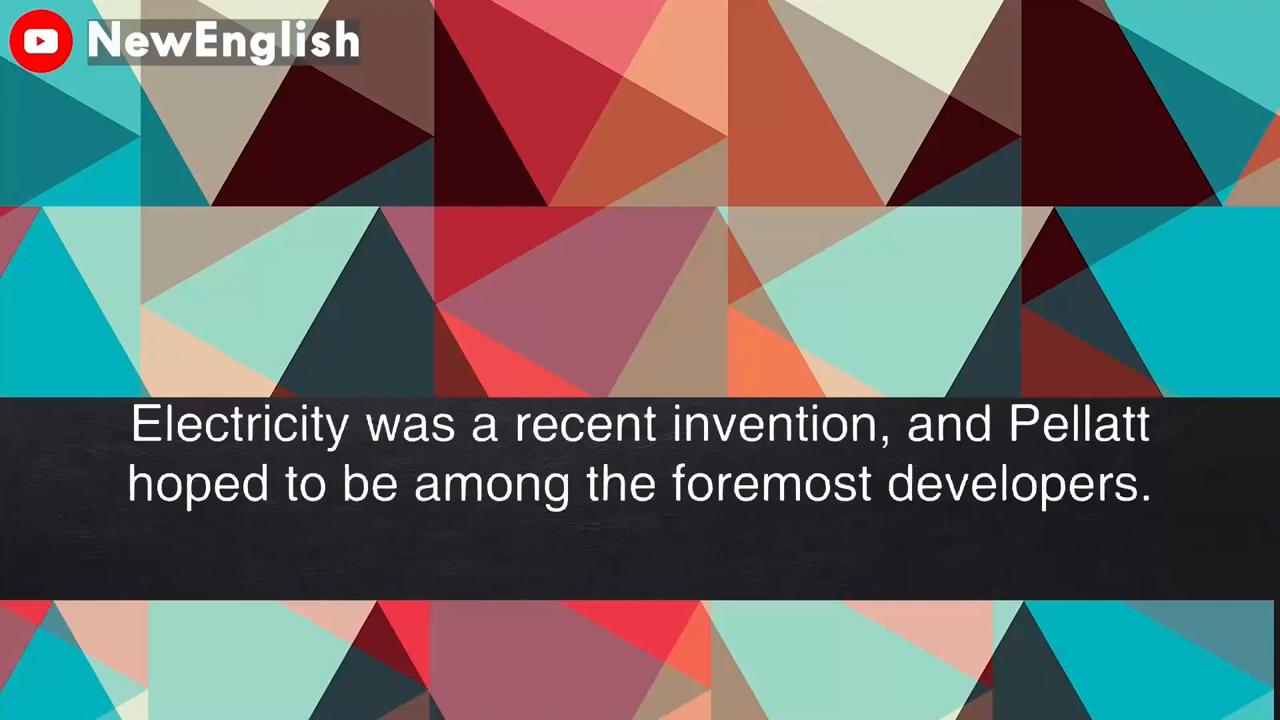 NewEnglish
Electricity was a recent invention, and Pellatt
hoped to be among the foremost developers.